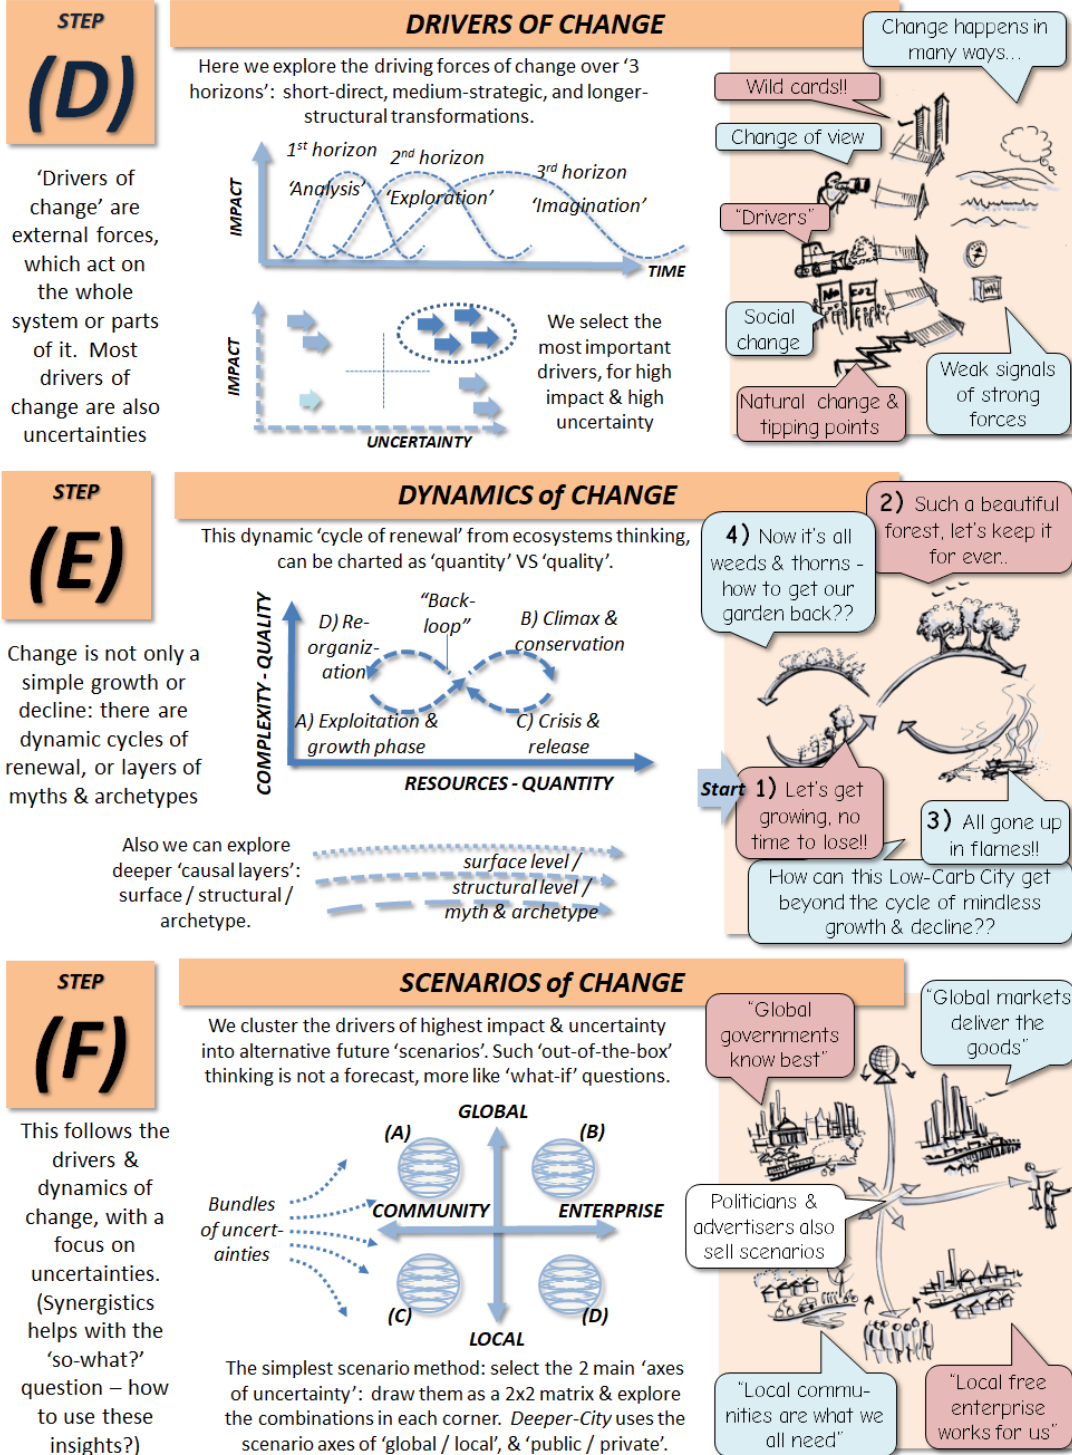 STEP
(D)
‘Drivers of
change’ are
external forces,
which act on
the whole
system or parts
of it.  Most
drivers of
change are also
uncertainties
DRIVERS OF CHANGE
Here we explore the driving forces of change over ‘3
horizons’:  short-direct, medium-strategic, and longer-
structural transformations.
1st horizon
‘Analysis’
2nd horizon
‘Exploration’
3rd horizon
‘Imagination’
IMPACT
TIME
IMPACT
UNCERTAINTY
We select the
most important
drivers, for high
impact & high
uncertainty
Change happens in
many ways...
Wild cards!!
Change of view
“Drivers”
NO
CO2
Social
change
Natural change &
tipping points
Weak signals
of strong
forces
STEP
(E)
Change is not only a
simple growth or
decline: there are
dynamic cycles of
renewal, or layers of
myths & archetypes
DYNAMICS of CHANGE
This dynamic ‘cycle of renewal’ from ecosystems thinking,
can be charted as ‘quantity’ VS ‘quality’.
COMPLEXITY - QUALITY
D) Re-
organiz-
ation
“Back-
loop”
B) Climax &
conservation
A) Exploitation &
growth phase
C) Crisis &
release
RESOURCES - QUANTITY
Also we can explore
deeper ‘causal layers’:
surface / structural /
archetype.
surface level /
structural level /
myth & archetype
2) Such a beautiful
forest, let’s keep it
for ever..
4) Now it’s all
weeds & thorns -
how to get our
garden back??
Start
1) Let’s get
growing, no
time to lose!!
3) All gone up
in flames!!
How can this Low-Carb City get
beyond the cycle of mindless
growth & decline??
STEP
(F)
This follows the
drivers &
dynamics of
change, with a
focus on
uncertainties.
(Synergistics
helps with the
‘so-what?’
question – how
to use these
insights?)
SCENARIOS of CHANGE
We cluster the drivers of highest impact & uncertainty
into alternative future ‘scenarios’. Such ‘out-of-the-box’
thinking is not a forecast, more like ‘what-if’ questions.
GLOBAL
(A)
(B)
Bundles
of uncert-
ainties
COMMUNITY
ENTERPRISE
(C)
(D)
LOCAL
The simplest scenario method: select the 2 main ‘axes
of uncertainty’:  draw them as a 2x2 matrix & explore
the combinations in each corner.  Deeper-City uses the
scenario axes of ‘global / local’, & ‘public / private’.
“Global
governments
know best”
“Global markets
deliver the
goods”
Politicians &
advertisers also
sell scenarios
“Local commu-
nities are what we
all need”
“Local free
enterprise
works for us”